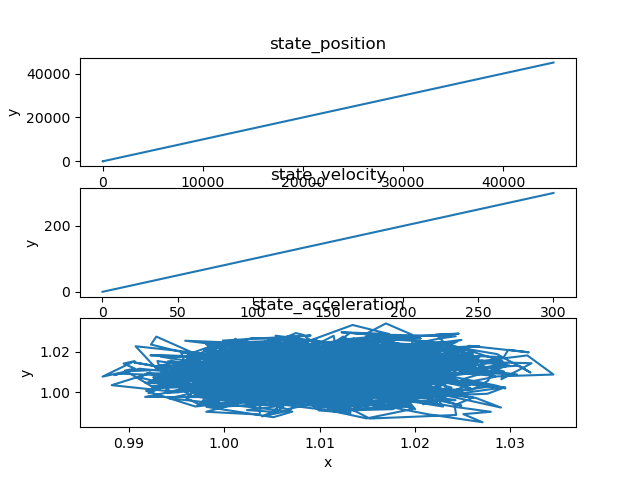 state_position
y
40000
20000
0
0 10000 20000 30000 40000
state_velocity
y
200
0
0 50 100 150 200 250 300
state_acceleration
y
1.02
1.00
0.99 1.00 1.01 1.02 1.03
x